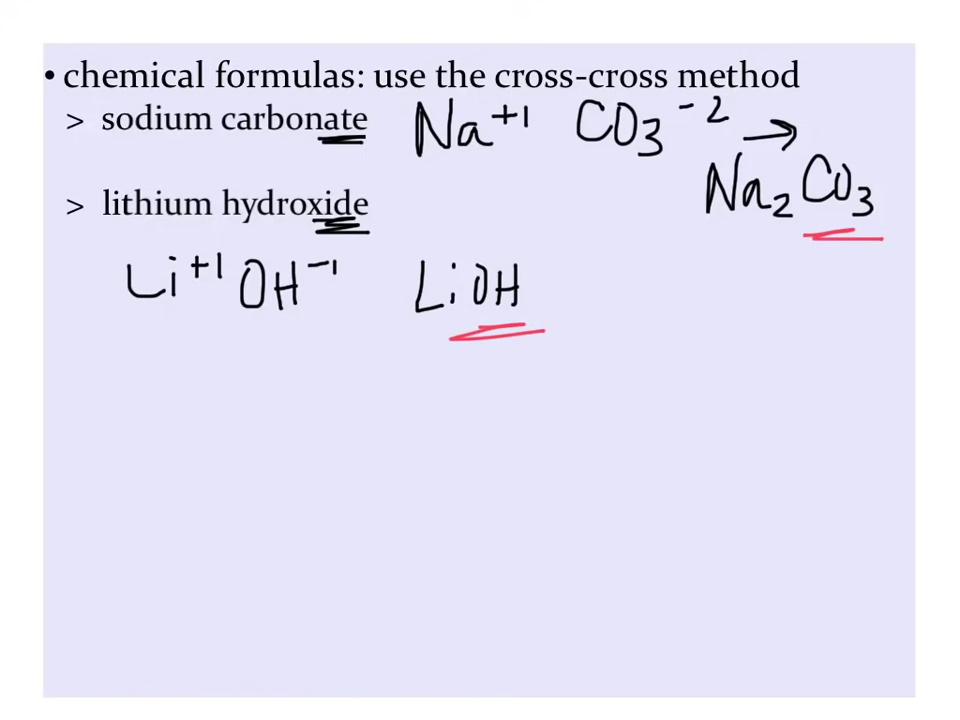 • chemical formulas: use the cross-cross method
> sodium carbonate Na⁺¹ CO₃⁻² →
Na₂CO₃
> lithium hydroxide
Li⁺¹ OH⁻¹ LiOH